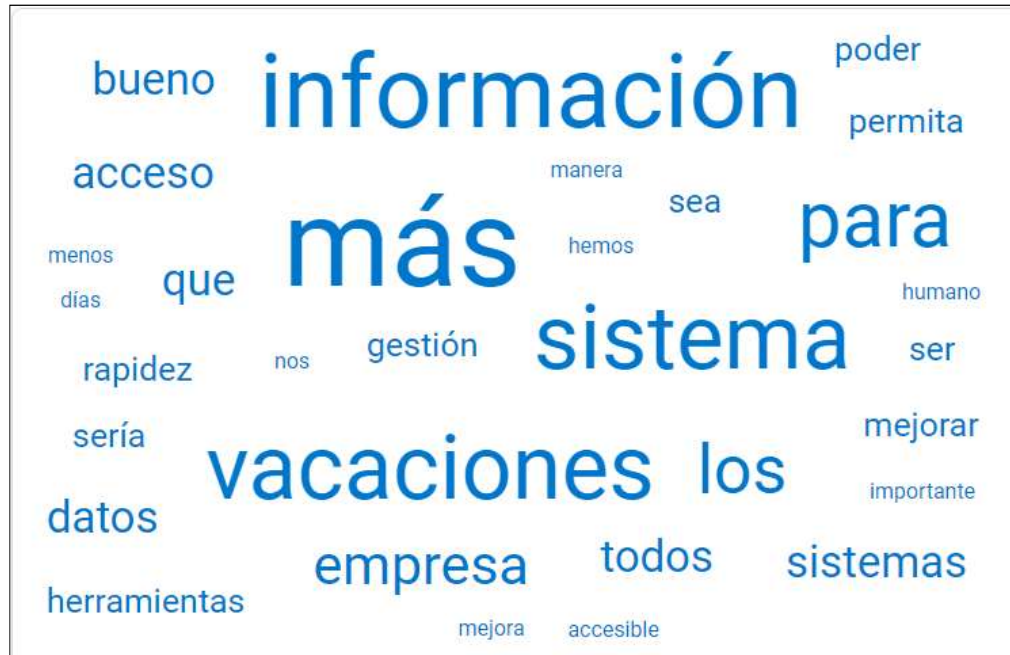 bueno información poder
permita
acceso manera
sea para
más
menos hemos
que
días humano
sistema
gestión ser
rapidez nos
sería mejorar
vacaciones los
importante
datos
empresa todos sistemas
herramientas
mejora accesible